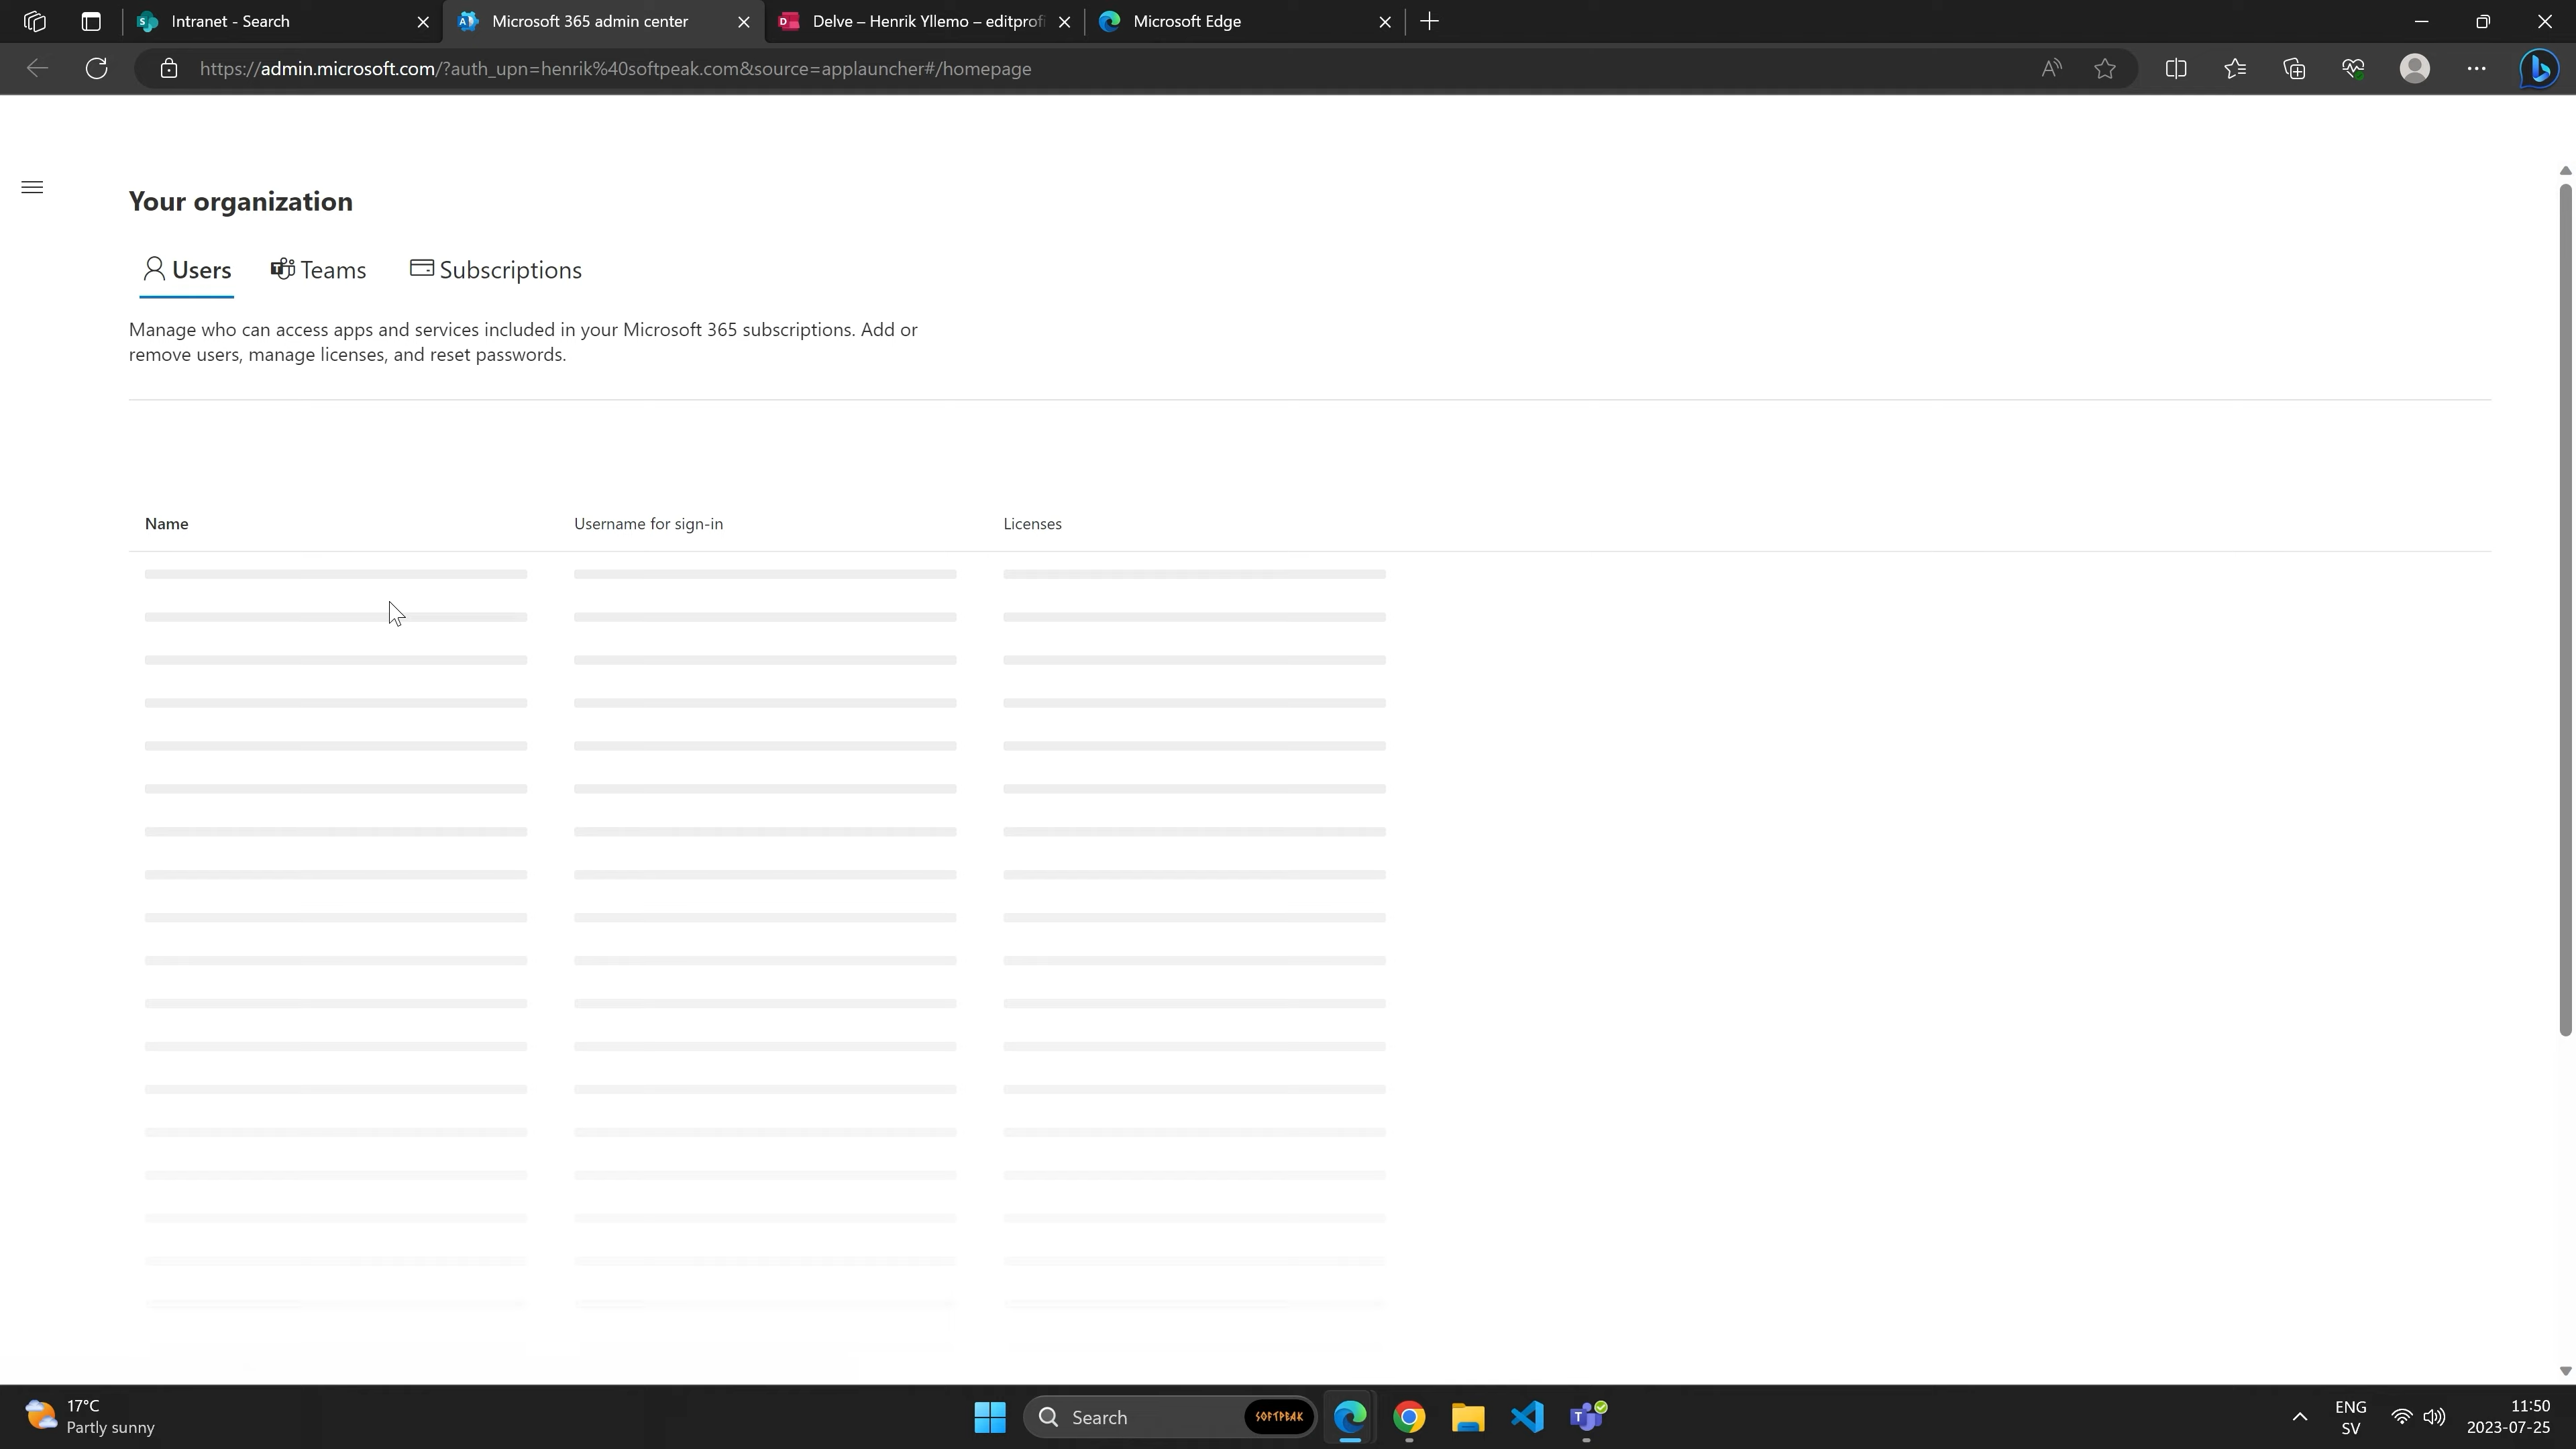 Intranet - Search
Microsoft 365 admin center
Delve – Henrik Yllemo – editprofi
Microsoft Edge
https://admin.microsoft.com/?auth_upn=henrik%40softpeak.com&source=applauncher#/homepage
Your organization
Users
Teams
Subscriptions
Manage who can access apps and services included in your Microsoft 365 subscriptions. Add or
remove users, manage licenses, and reset passwords.
Name
Username for sign-in
Licenses
17°C
Partly sunny
Search
SOFTPEAK
ENG
SV
11:50
2023-07-25